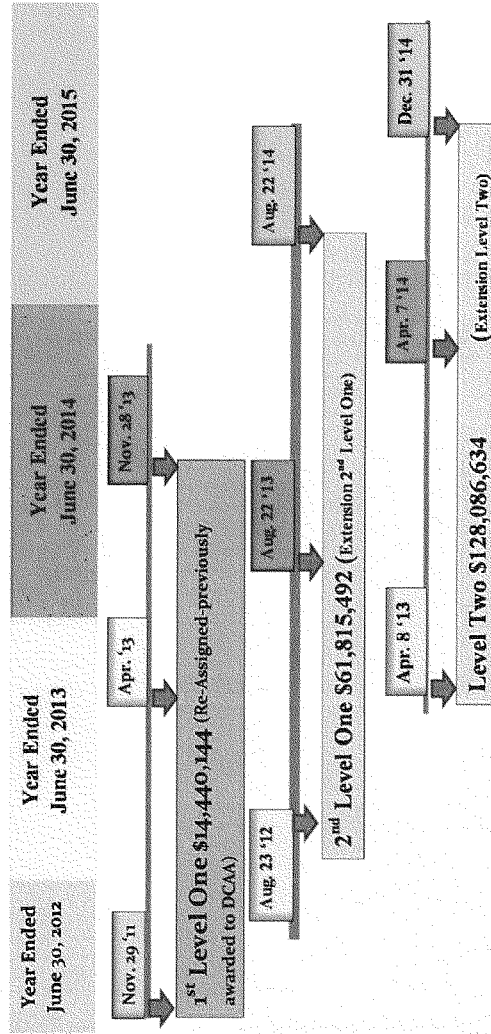 Year Ended
June 30, 2012
Year Ended
June 30, 2013
Year Ended
June 30, 2014
Year Ended
June 30, 2015
Nov. 29 '11
Apr. '13
Nov. 28 '13
1st Level One $14,440,144 (Re-Assigned-previously
awarded to DCAA)
Aug. 23 '12
Aug. 22 '13
Aug. 22 '14
2nd Level One $61,815,492 (Extension 2nd Level One)
Apr. 8 '13
Apr. 7 '14
Dec. 31 '14
Level Two $128,086,634 (Extension Level Two)